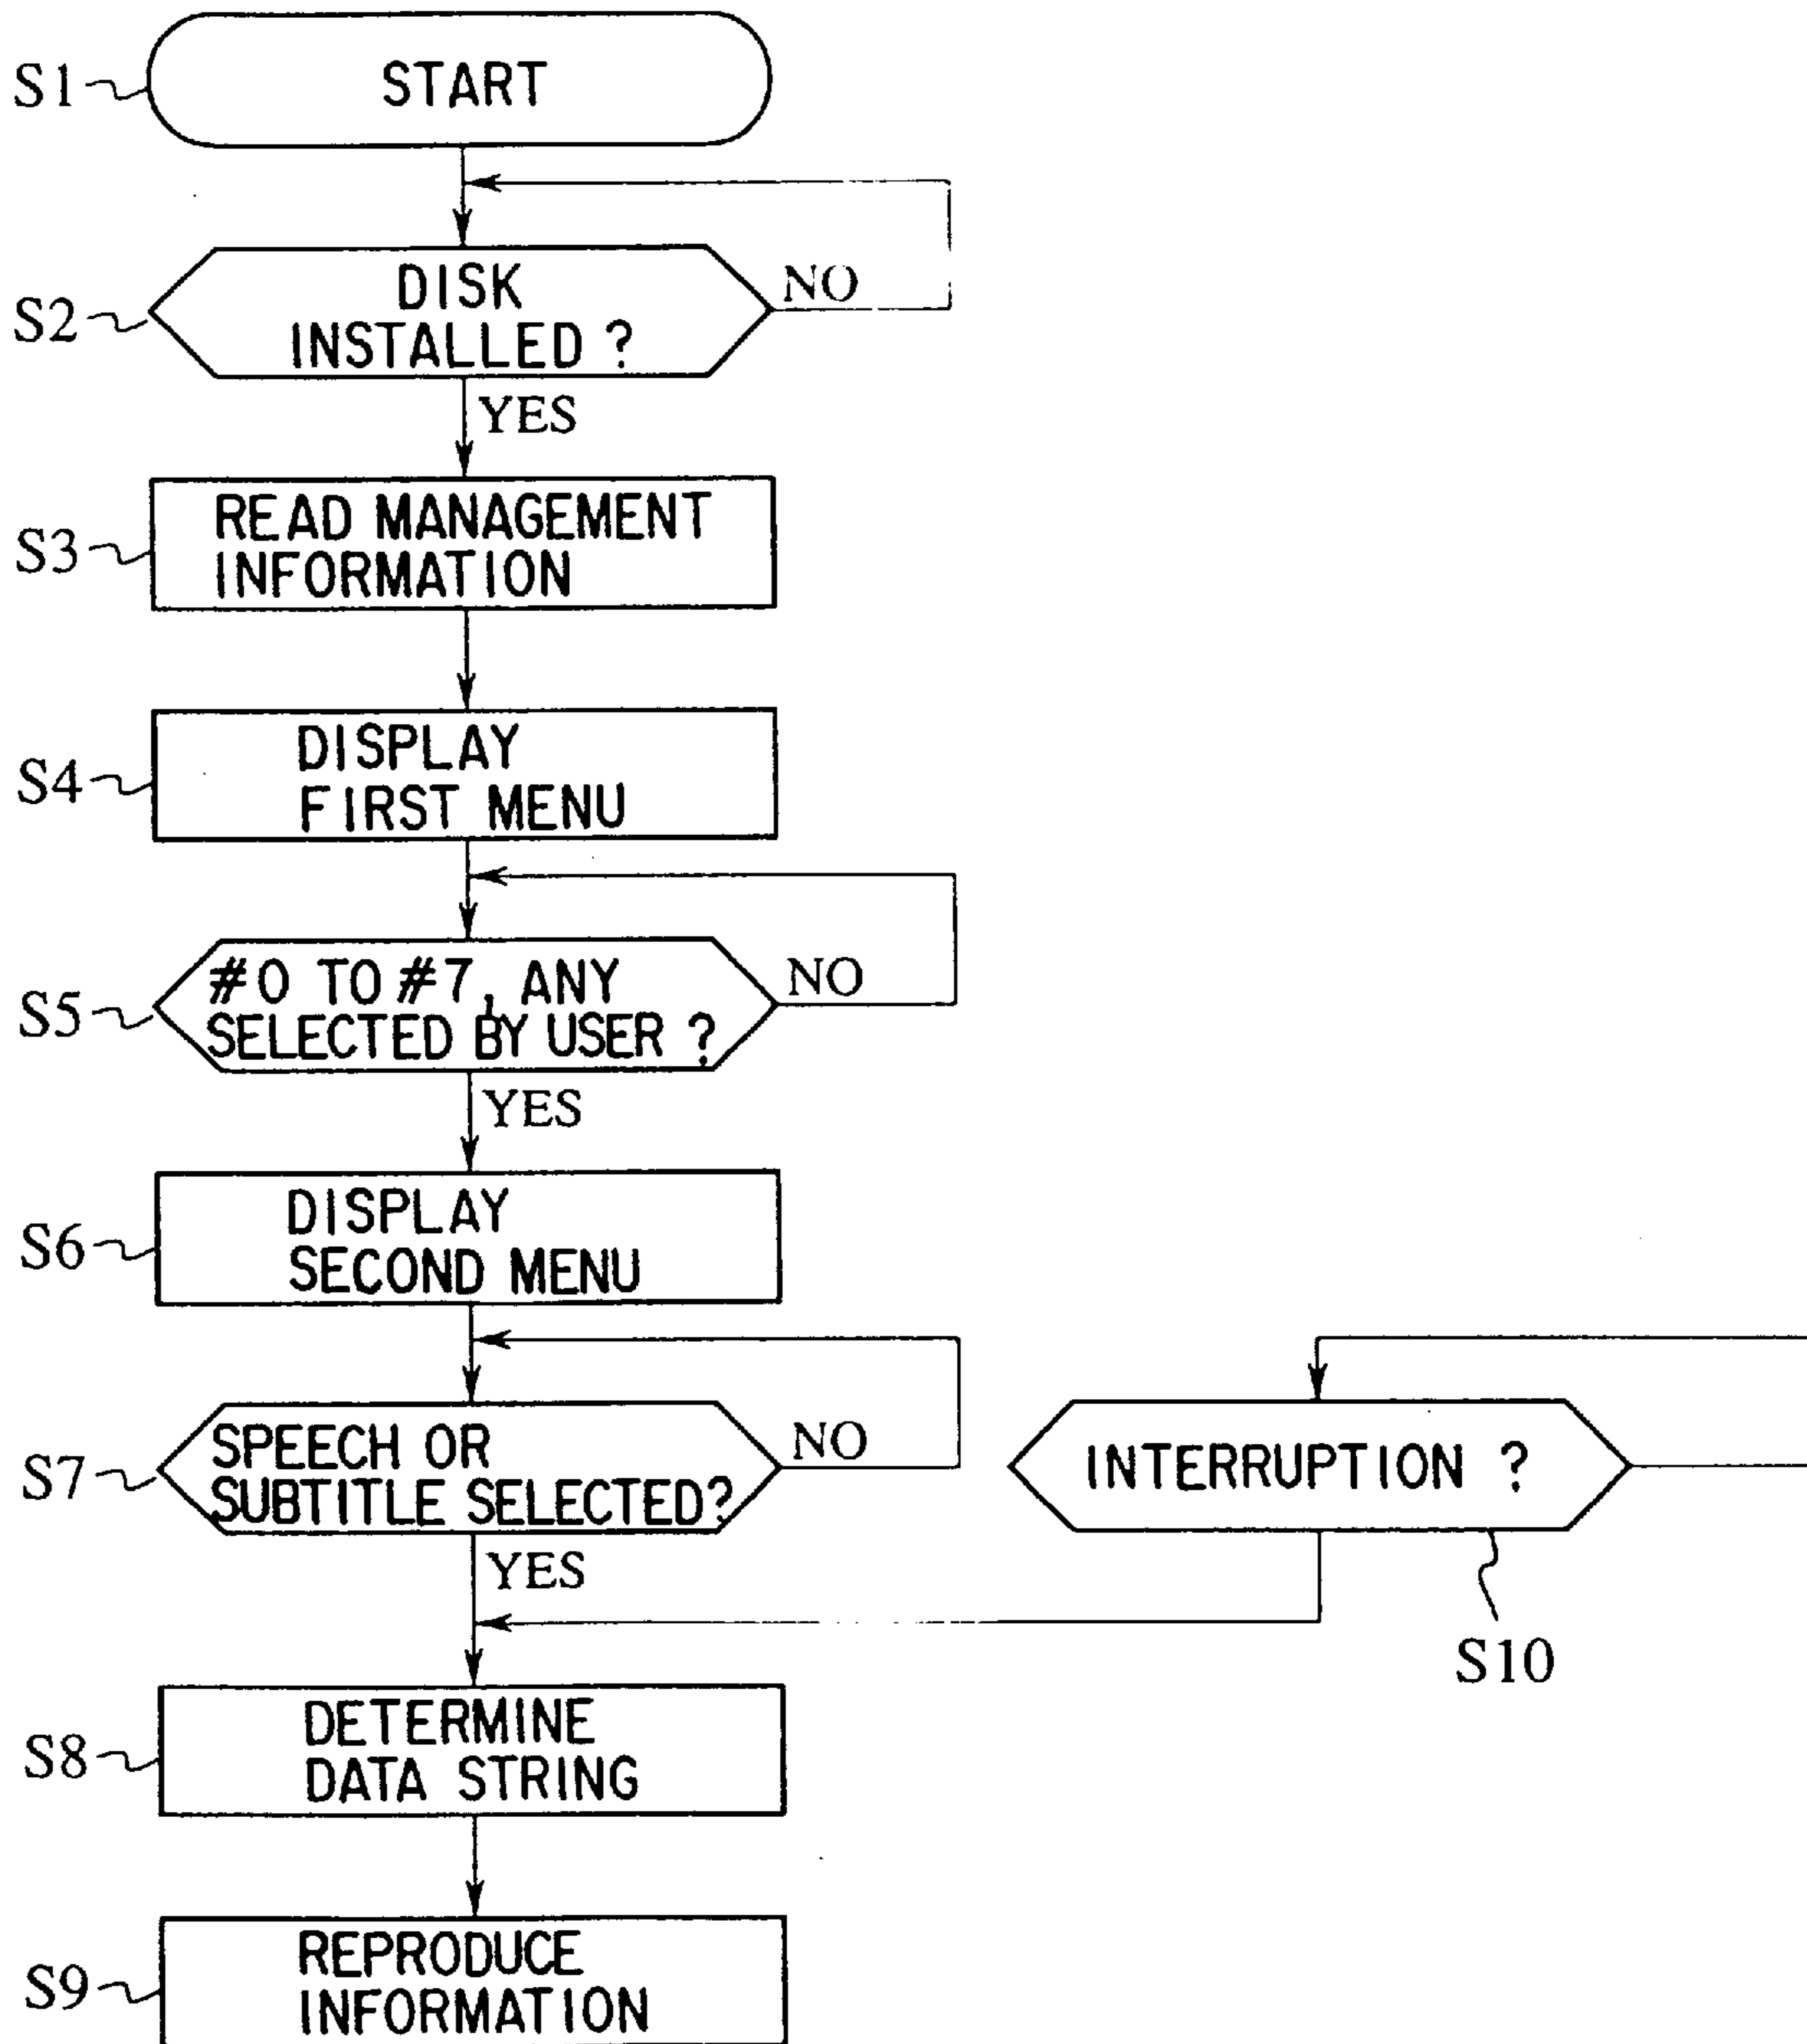 S1
START
S2
DISK
INSTALLED ?
NO
YES
S3
READ MANAGEMENT
INFORMATION
S4
DISPLAY
FIRST MENU
S5
#0 TO #7, ANY
SELECTED BY USER ?
NO
YES
S6
DISPLAY
SECOND MENU
S7
SPEECH OR
SUBTITLE SELECTED?
NO
YES
INTERRUPTION ?
S10
S8
DETERMINE
DATA STRING
S9
REPRODUCE
INFORMATION